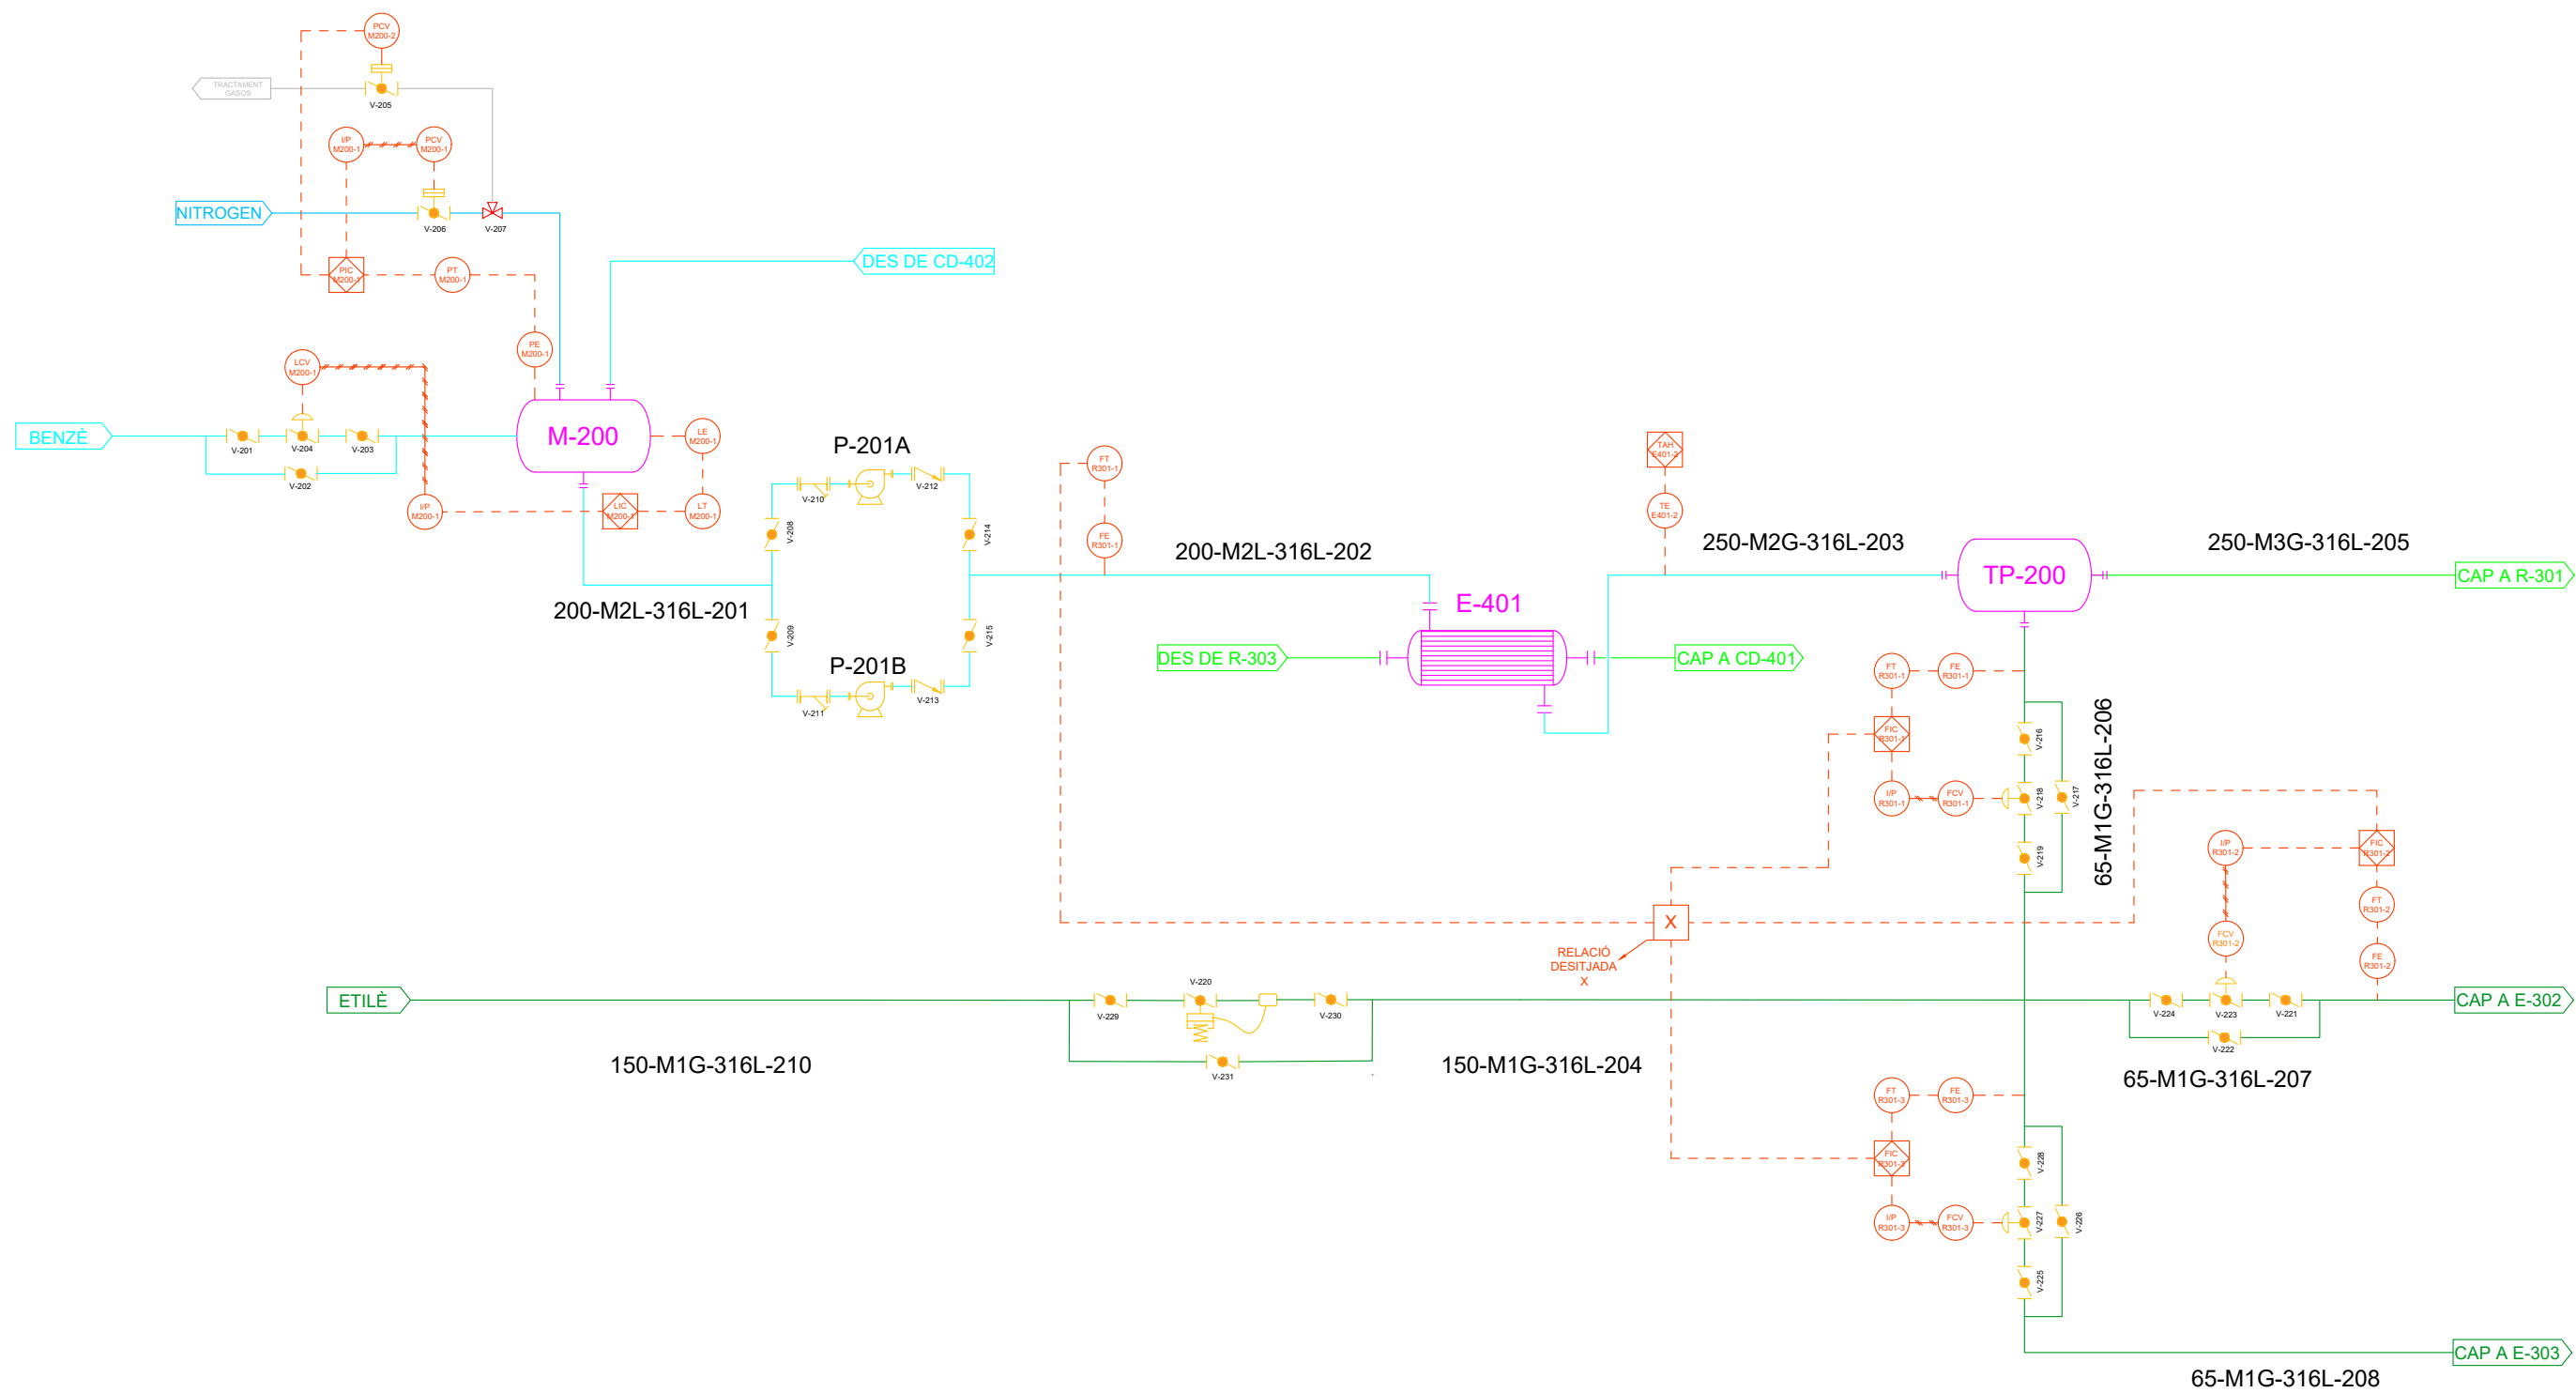 PCV
M200-2
TRACTAMENT
GASOS
V-205
I/P
M200-1
PCV
M200-1
NITROGEN
V-206
V-207
PIC
M200-1
PT
M200-1
DES DE CD-402
PE
M200-1
LCV
M200-1
BENZÈ
V-201
V-204
V-203
V-202
M-200
LE
M200-1
I/P
M200-1
LIC
M200-1
LT
M200-1
P-201A
V-210
V-212
V-208
V-214
200-M2L-316L-201
V-209
V-215
P-201B
V-211
V-213
FT
R301-1
FE
R301-1
200-M2L-316L-202
E-401
DES DE R-303
CAP A CD-401
TAH
E401-2
TE
E401-2
250-M2G-316L-203
TP-200
250-M3G-316L-205
CAP A R-301
FT
R301-1
FE
R301-1
FIC
R301-1
I/P
R301-1
FCV
R301-1
V-216
V-218
V-217
V-219
65-M1G-316L-206
I/P
R301-2
FIC
R301-2
FT
R301-2
FCV
R301-2
FE
R301-2
X
RELACIÓ
DESITJADA
X
ETILÈ
V-229
V-220
V-230
V-231
150-M1G-316L-210
150-M1G-316L-204
V-224
V-223
V-221
V-222
CAP A E-302
65-M1G-316L-207
FT
R301-3
FE
R301-3
FIC
R301-3
I/P
R301-3
FCV
R301-3
V-228
V-227
V-226
V-225
CAP A E-303
65-M1G-316L-208